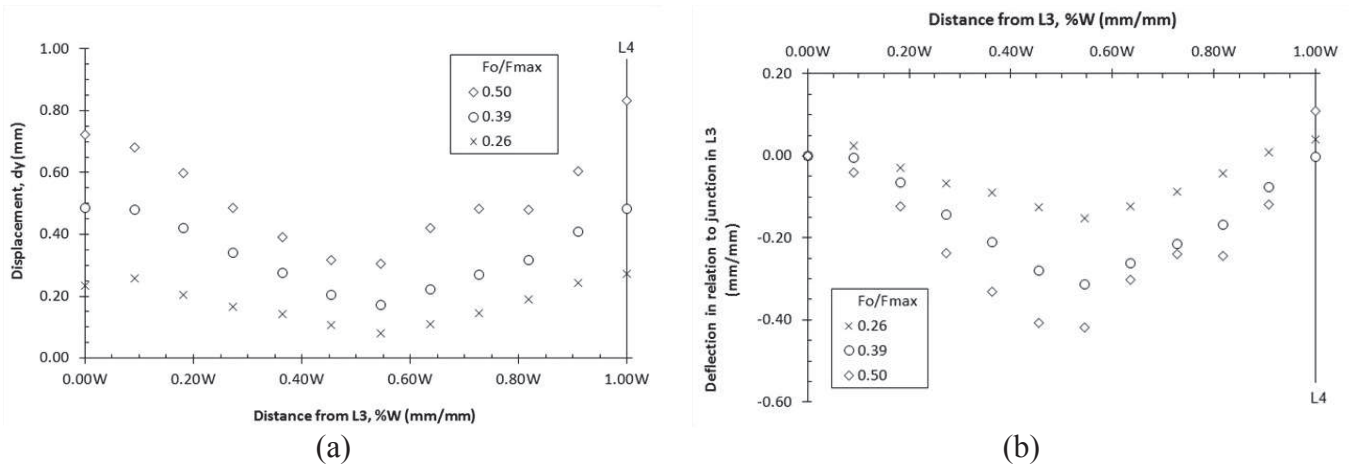 1.00
0.80
0.60
0.40
0.20
0.00
Displacement, dy (mm)
L4
Fo/Fmax
0.50
0.39
0.26
0.00W 0.20W 0.40W 0.60W 0.80W 1.00W
Distance from L3, %W (mm/mm)
(a)
Distance from L3, %W (mm/mm)
0.00W 0.20W 0.40W 0.60W 0.80W 1.00W
0.20
0.00
-0.20
-0.40
-0.60
Deflection in relation to junction in L3
(mm/mm)
Fo/Fmax
0.26
0.39
0.50
L4
(b)